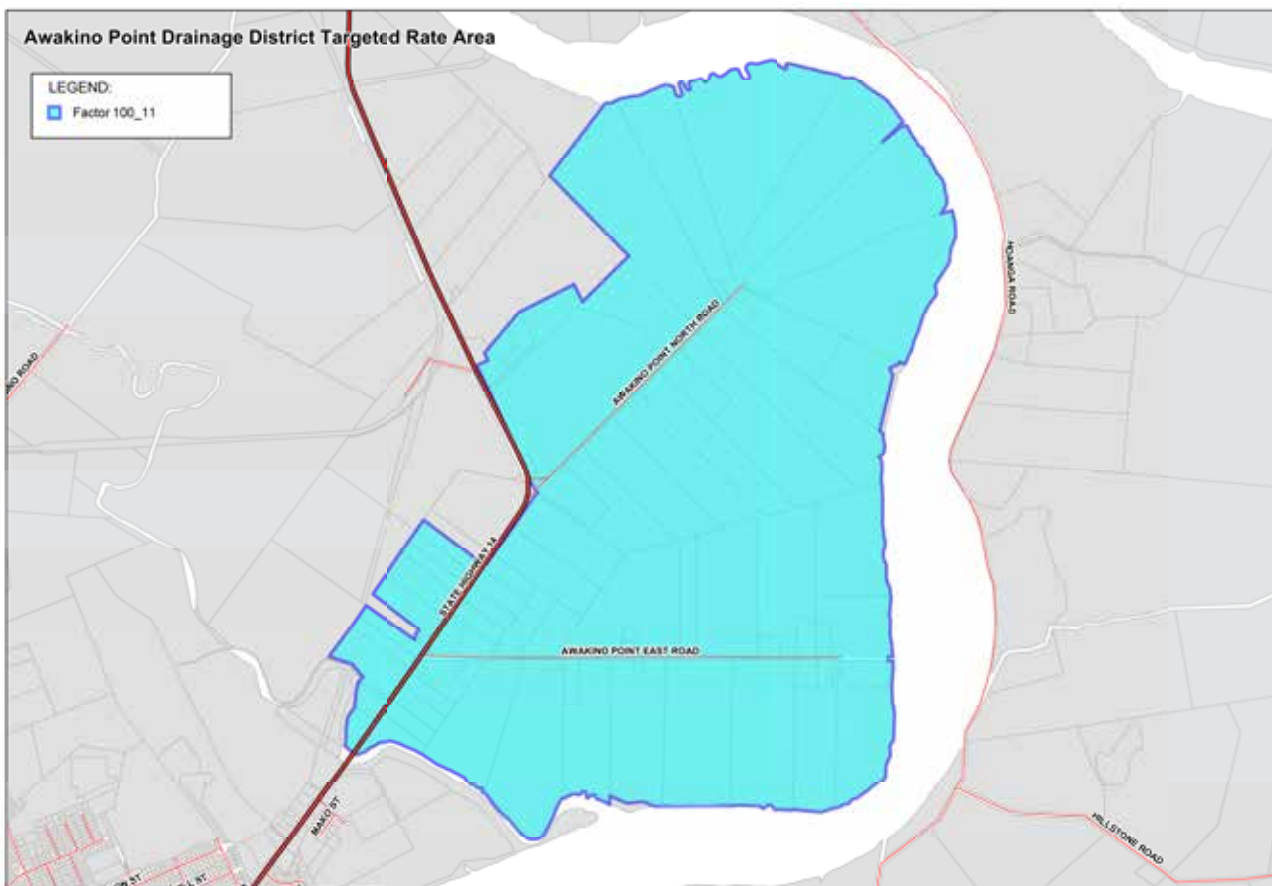 Awakino Point Drainage District Targeted Rate Area
LEGEND:
Factor 100_11
HOANGA ROAD
AWAKINO POINT NORTH ROAD
INO ROAD
STATE HIGHWAY 14
AWAKINO POINT EAST ROAD
MAKO ST
HILLSTONE ROAD